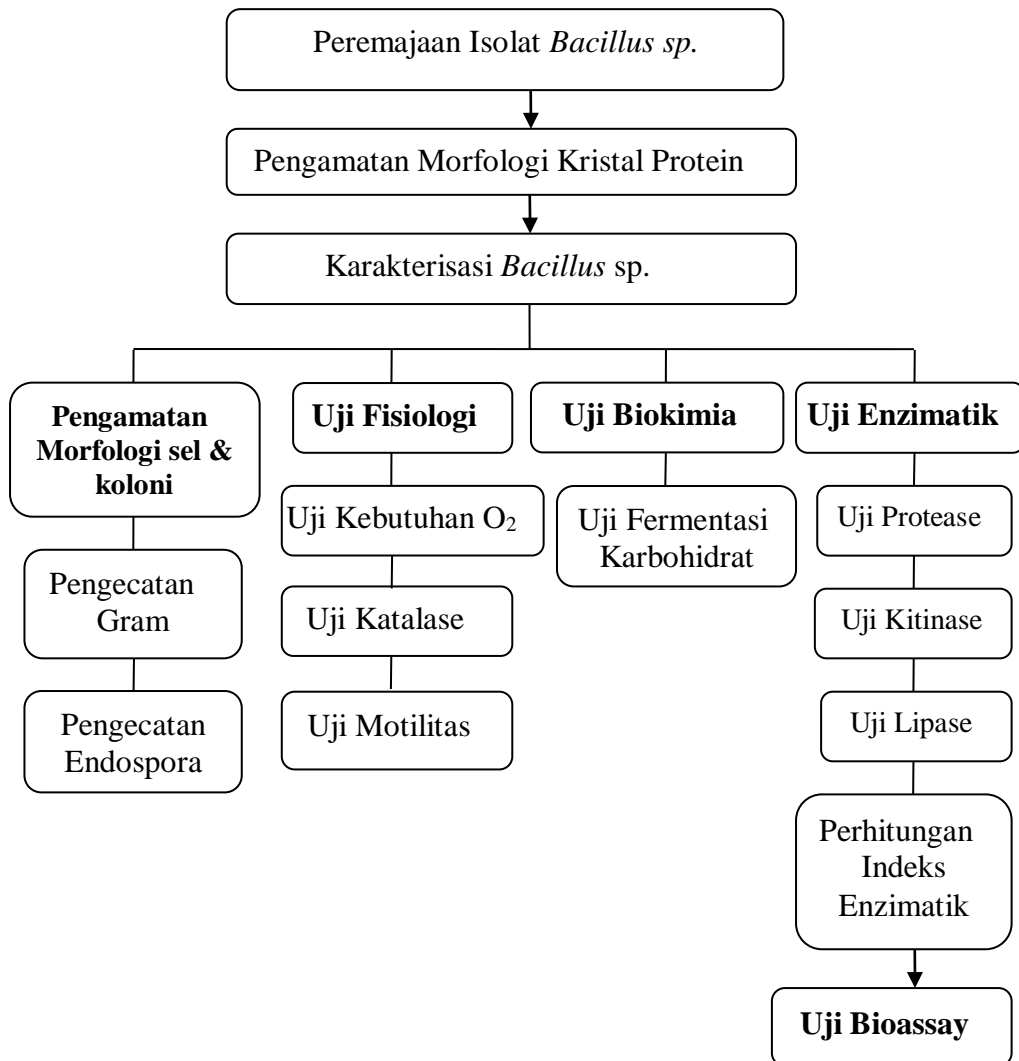 Peremajaan Isolat Bacillus sp.
Pengamatan Morfologi Kristal Protein
Karakterisasi Bacillus sp.
Pengamatan
Morfologi sel &
koloni
Pengecatan
Gram
Pengecatan
Endospora
Uji Fisiologi
Uji Kebutuhan O₂
Uji Katalase
Uji Motilitas
Uji Biokimia
Uji Fermentasi
Karbohidrat
Uji Enzimatik
Uji Protease
Uji Kitinase
Uji Lipase
Perhitungan
Indeks
Enzimatik
Uji Bioassay